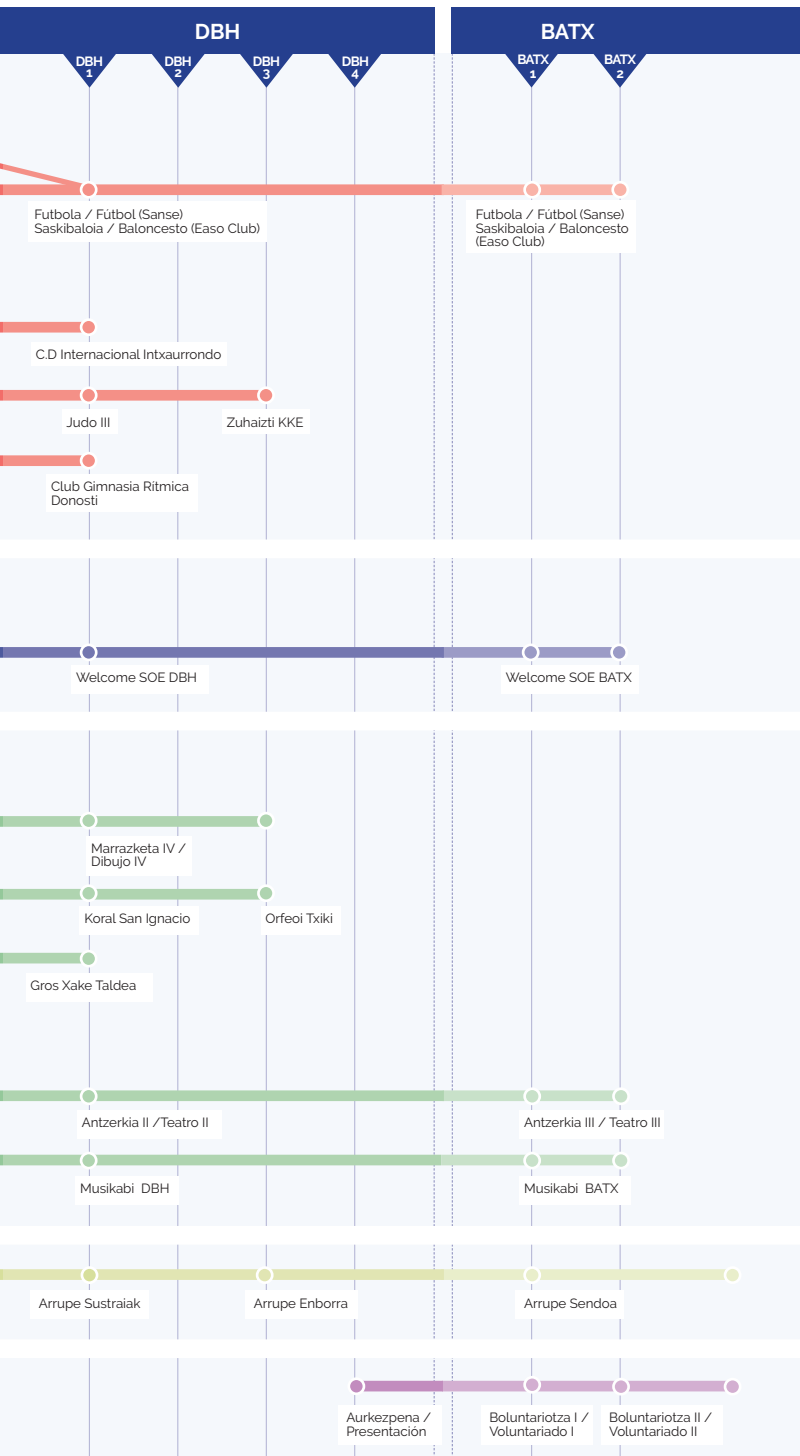 DBH
BATX
DBH
1
DBH
2
DBH
3
DBH
4
BATX
1
BATX
2
Futbola / Fútbol (Sanse)
Saskibaloia / Baloncesto (Easo Club)
Futbola / Fútbol (Sanse)
Saskibaloia / Baloncesto
(Easo Club)
C.D Internacional Intxaurrondo
Judo III
Zuhaizti KKE
Club Gimnasia Rítmica
Donosti
Welcome SOE DBH
Welcome SOE BATX
Marrazketa IV /
Dibujo IV
Koral San Ignacio
Orfeoi Txiki
Gros Xake Taldea
Antzerkia II /Teatro II
Antzerkia III / Teatro III
Musikabi DBH
Musikabi BATX
Arrupe Sustraiak
Arrupe Enborra
Arrupe Sendoa
Aurkezpena /
Presentación
Boluntariotza I /
Voluntariado I
Boluntariotza II /
Voluntariado II